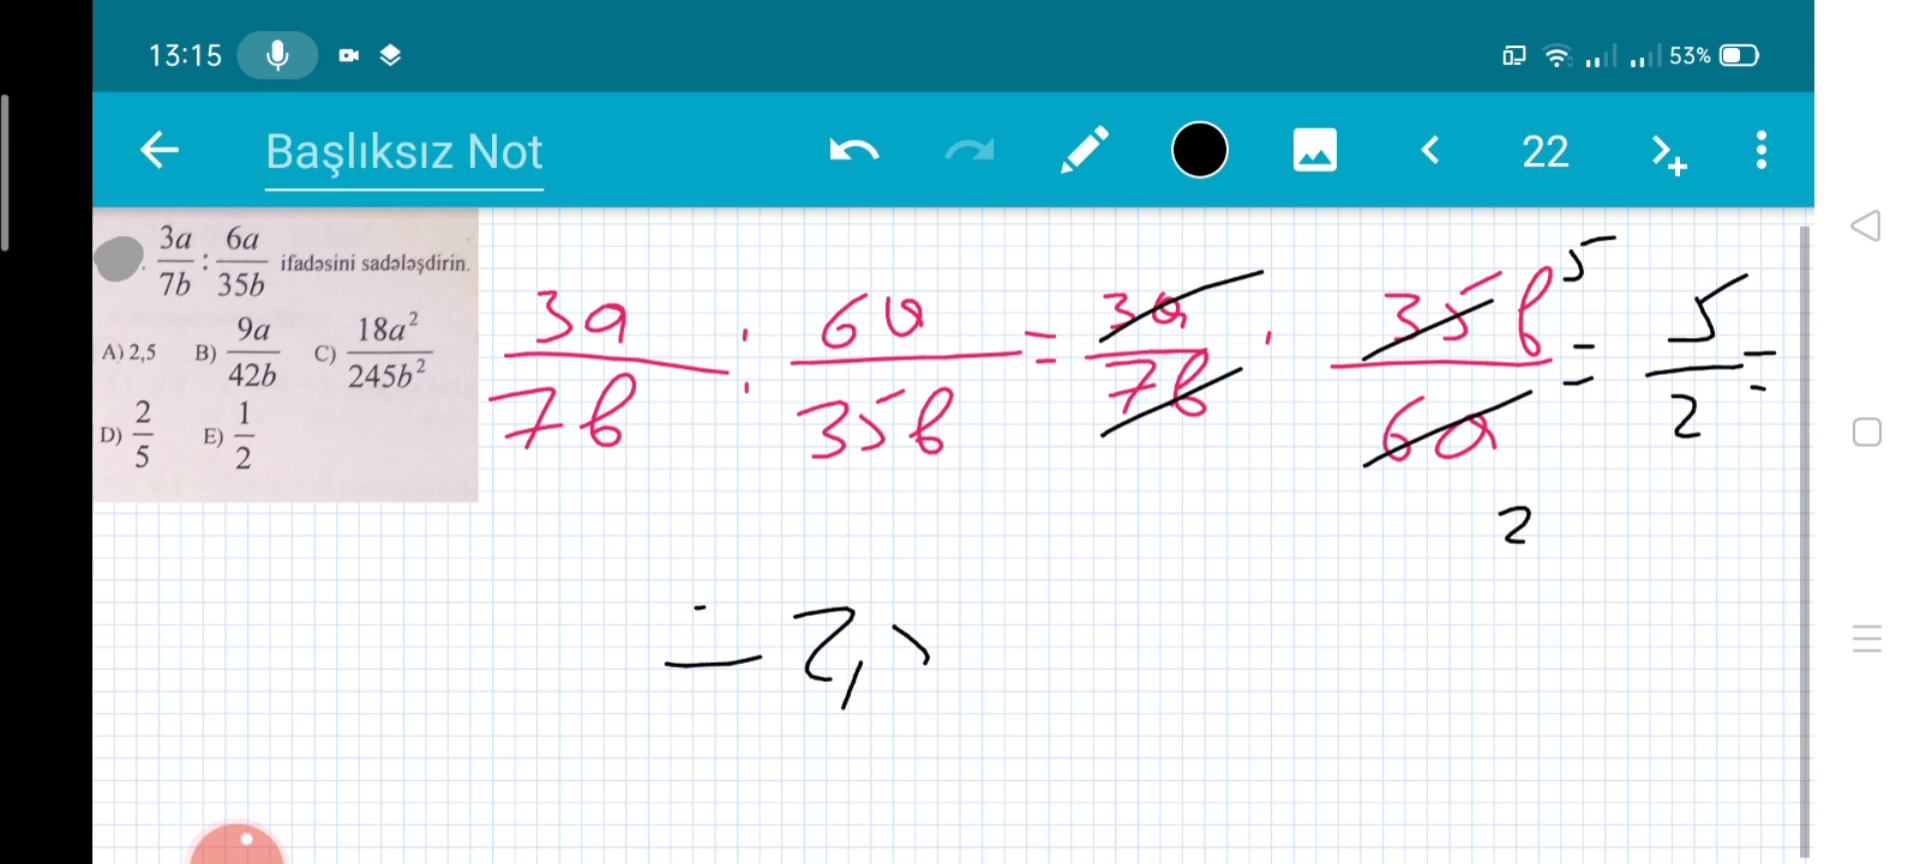 13:15 53%
Başlıksız Not 22
3a/7b : 6a/35b ifadəsini sadələşdirin.
A) 2,5 B) 9a/42b C) 18a²/245b²
D) 2/5 E) 1/2
3a/7b : 6a/35b = 3a/7b · 35b/6a = 5/2 =
5
2
= 2,